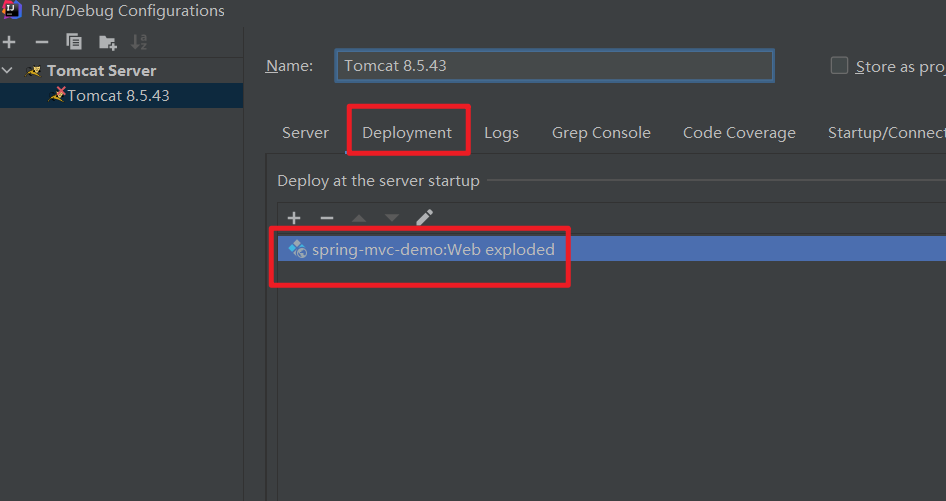 Run/Debug Configurations
Tomcat Server
Tomcat 8.5.43
Name: Tomcat 8.5.43
Store as proj
Server Deployment Logs Grep Console Code Coverage Startup/Connect
Deploy at the server startup
spring-mvc-demo:Web exploded